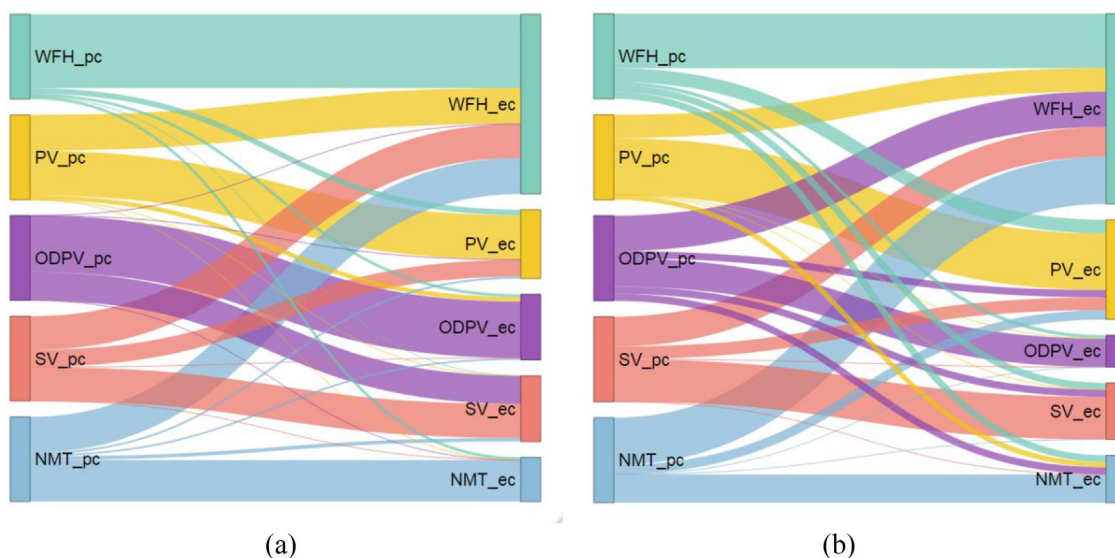 WFH_pc
PV_pc
ODPV_pc
SV_pc
NMT_pc
WFH_ec
PV_ec
ODPV_ec
SV_ec
NMT_ec
(a)
WFH_pc
PV_pc
ODPV_pc
SV_pc
NMT_pc
WFH_ec
PV_ec
ODPV_ec
SV_ec
NMT_ec
(b)